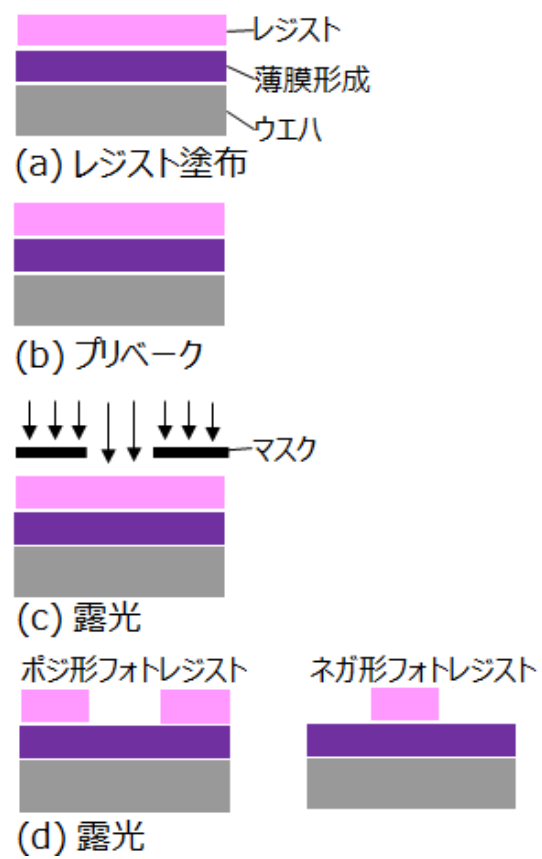 レジスト
薄膜形成
ウエハ
(a) レジスト塗布
(b) プリベーク
マスク
(c) 露光
ポジ形フォトレジスト
ネガ形フォトレジスト
(d) 露光